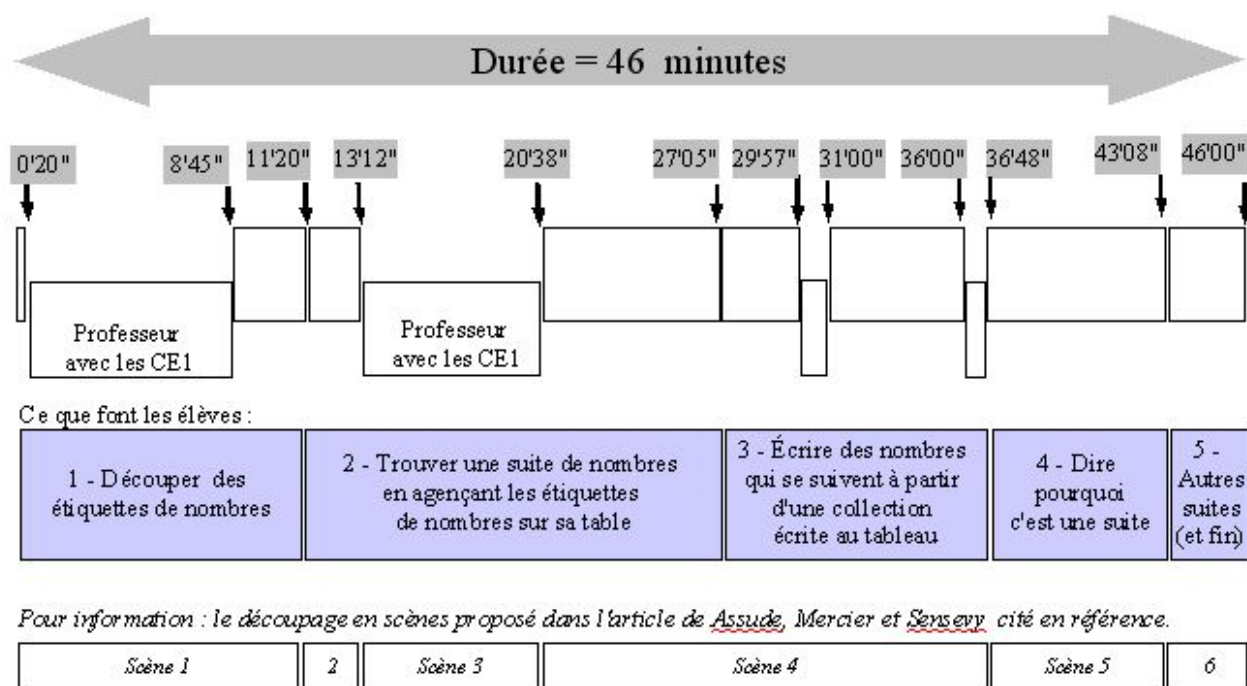 Durée = 46 minutes
0'20" 8'45" 11'20" 13'12" 20'38" 27'05" 29'57" 31'00" 36'00" 36'48" 43'08" 46'00"
Professeur
avec les CE1
Professeur
avec les CE1
Ce que font les élèves :
1 - Découper des
étiquettes de nombres
2 - Trouver une suite de nombres
en agençant les étiquettes
de nombres sur sa table
3 - Écrire des nombres
qui se suivent à partir
d'une collection
écrite au tableau
4 - Dire
pourquoi
c'est une suite
5 -
Autres
suites
(et fin)
Pour information : le découpage en scènes proposé dans l'article de Assude, Mercier et Sensevy cité en référence.
Scène 1 2 Scène 3 Scène 4 Scène 5 6